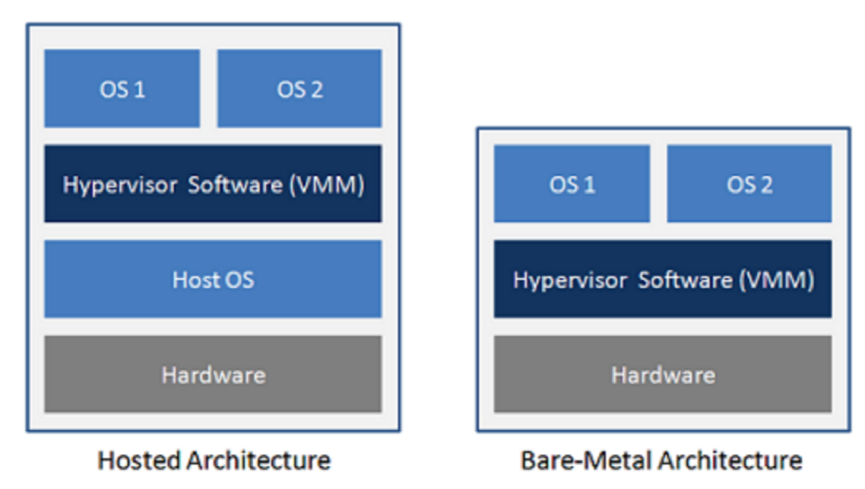 OS 1
OS 2
Hypervisor Software (VMM)
Host OS
Hardware
Hosted Architecture
OS 1
OS 2
Hypervisor Software (VMM)
Hardware
Bare-Metal Architecture